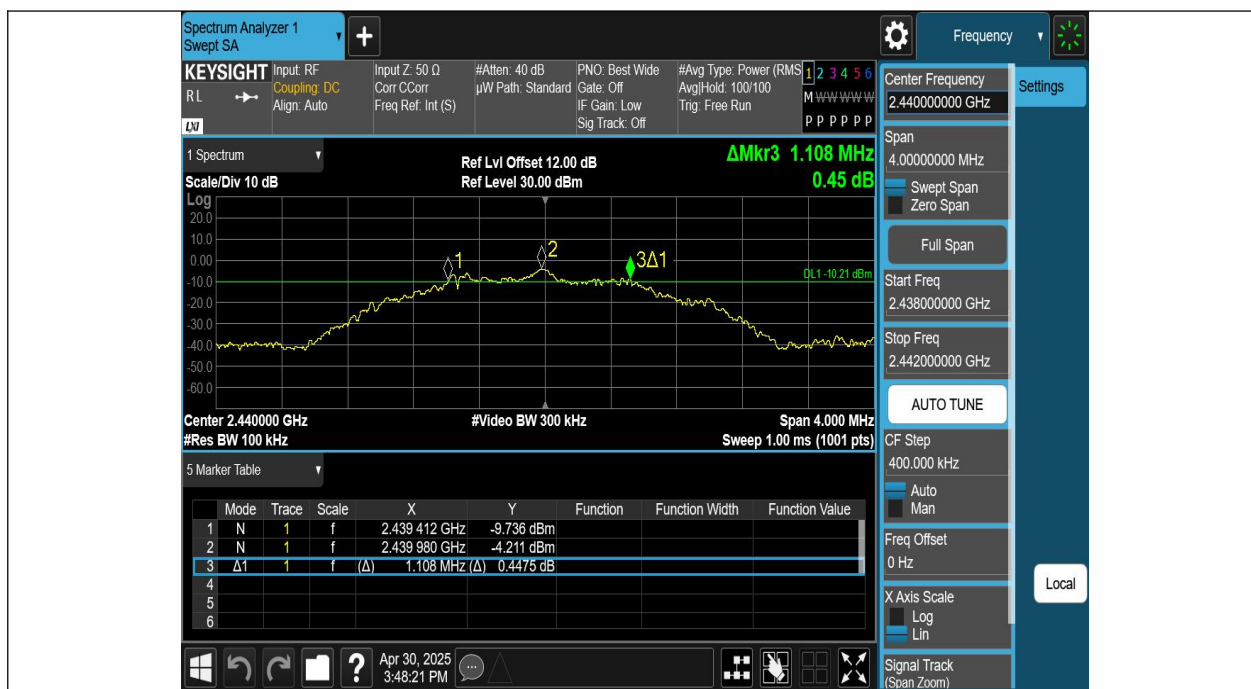 Spectrum Analyzer 1
Swept SA
+
Frequency
KEYSIGHT
RL
LXI
Input: RF
Coupling: DC
Align: Auto
Input Z: 50 Ω
Corr CCorr
Freq Ref: Int (S)
#Atten: 40 dB
µW Path: Standard
PNO: Best Wide
Gate: Off
IF Gain: Low
Sig Track: Off
#Avg Type: Power (RMS
Avg|Hold: 100/100
Trig: Free Run
1 2 3 4 5 6
M W W W W W
P P P P P P
1 Spectrum
Scale/Div 10 dB
Ref Lvl Offset 12.00 dB
Ref Level 30.00 dBm
ΔMkr3 1.108 MHz
0.45 dB
Log
20.0
10.0
0.00
-10.0
-20.0
-30.0
-40.0
-50.0
-60.0
1
2
3Δ1
DL1 -10.21 dBm
Center 2.440000 GHz
#Video BW 300 kHz
Span 4.000 MHz
#Res BW 100 kHz
Sweep 1.00 ms (1001 pts)
5 Marker Table
Mode Trace Scale X Y Function Function Width Function Value
1 N 1 f 2.439 412 GHz -9.736 dBm
2 N 1 f 2.439 980 GHz -4.211 dBm
3 Δ1 1 f (Δ) 1.108 MHz (Δ) 0.4475 dB
4
5
6
?
Apr 30, 2025
3:48:21 PM
Center Frequency
2.440000000 GHz
Settings
Span
4.00000000 MHz
Swept Span
Zero Span
Full Span
Start Freq
2.438000000 GHz
Stop Freq
2.442000000 GHz
AUTO TUNE
CF Step
400.000 kHz
Auto
Man
Freq Offset
0 Hz
Local
X Axis Scale
Log
Lin
Signal Track
(Span Zoom)